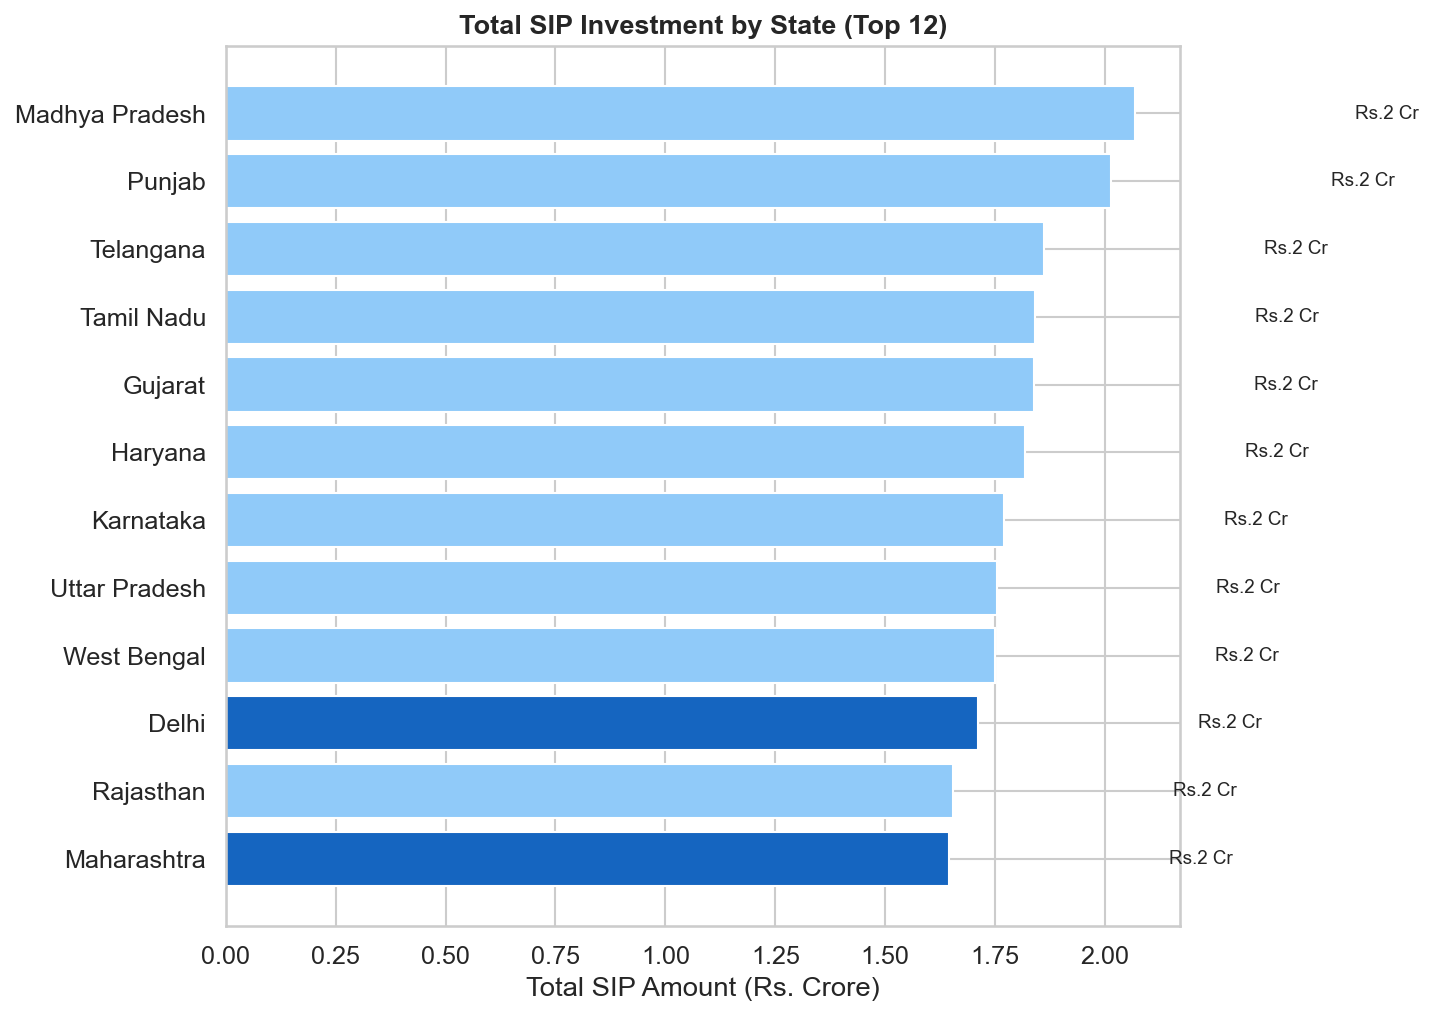 Total SIP Investment by State (Top 12)
Madhya Pradesh Rs.2 Cr
Punjab Rs.2 Cr
Telangana Rs.2 Cr
Tamil Nadu Rs.2 Cr
Gujarat Rs.2 Cr
Haryana Rs.2 Cr
Karnataka Rs.2 Cr
Uttar Pradesh Rs.2 Cr
West Bengal Rs.2 Cr
Delhi Rs.2 Cr
Rajasthan Rs.2 Cr
Maharashtra Rs.2 Cr
0.00 0.25 0.50 0.75 1.00 1.25 1.50 1.75 2.00
Total SIP Amount (Rs. Crore)